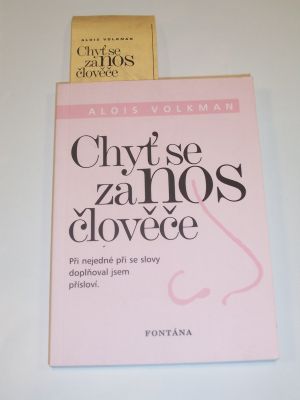 ALOIS VOLKMAN
Chyť se
za nos
člověče
ALOIS VOLKMAN
Chyť se
za nos
člověče
Při nejedné při se slovy
doplňoval jsem
přísloví.
FONTÁNA